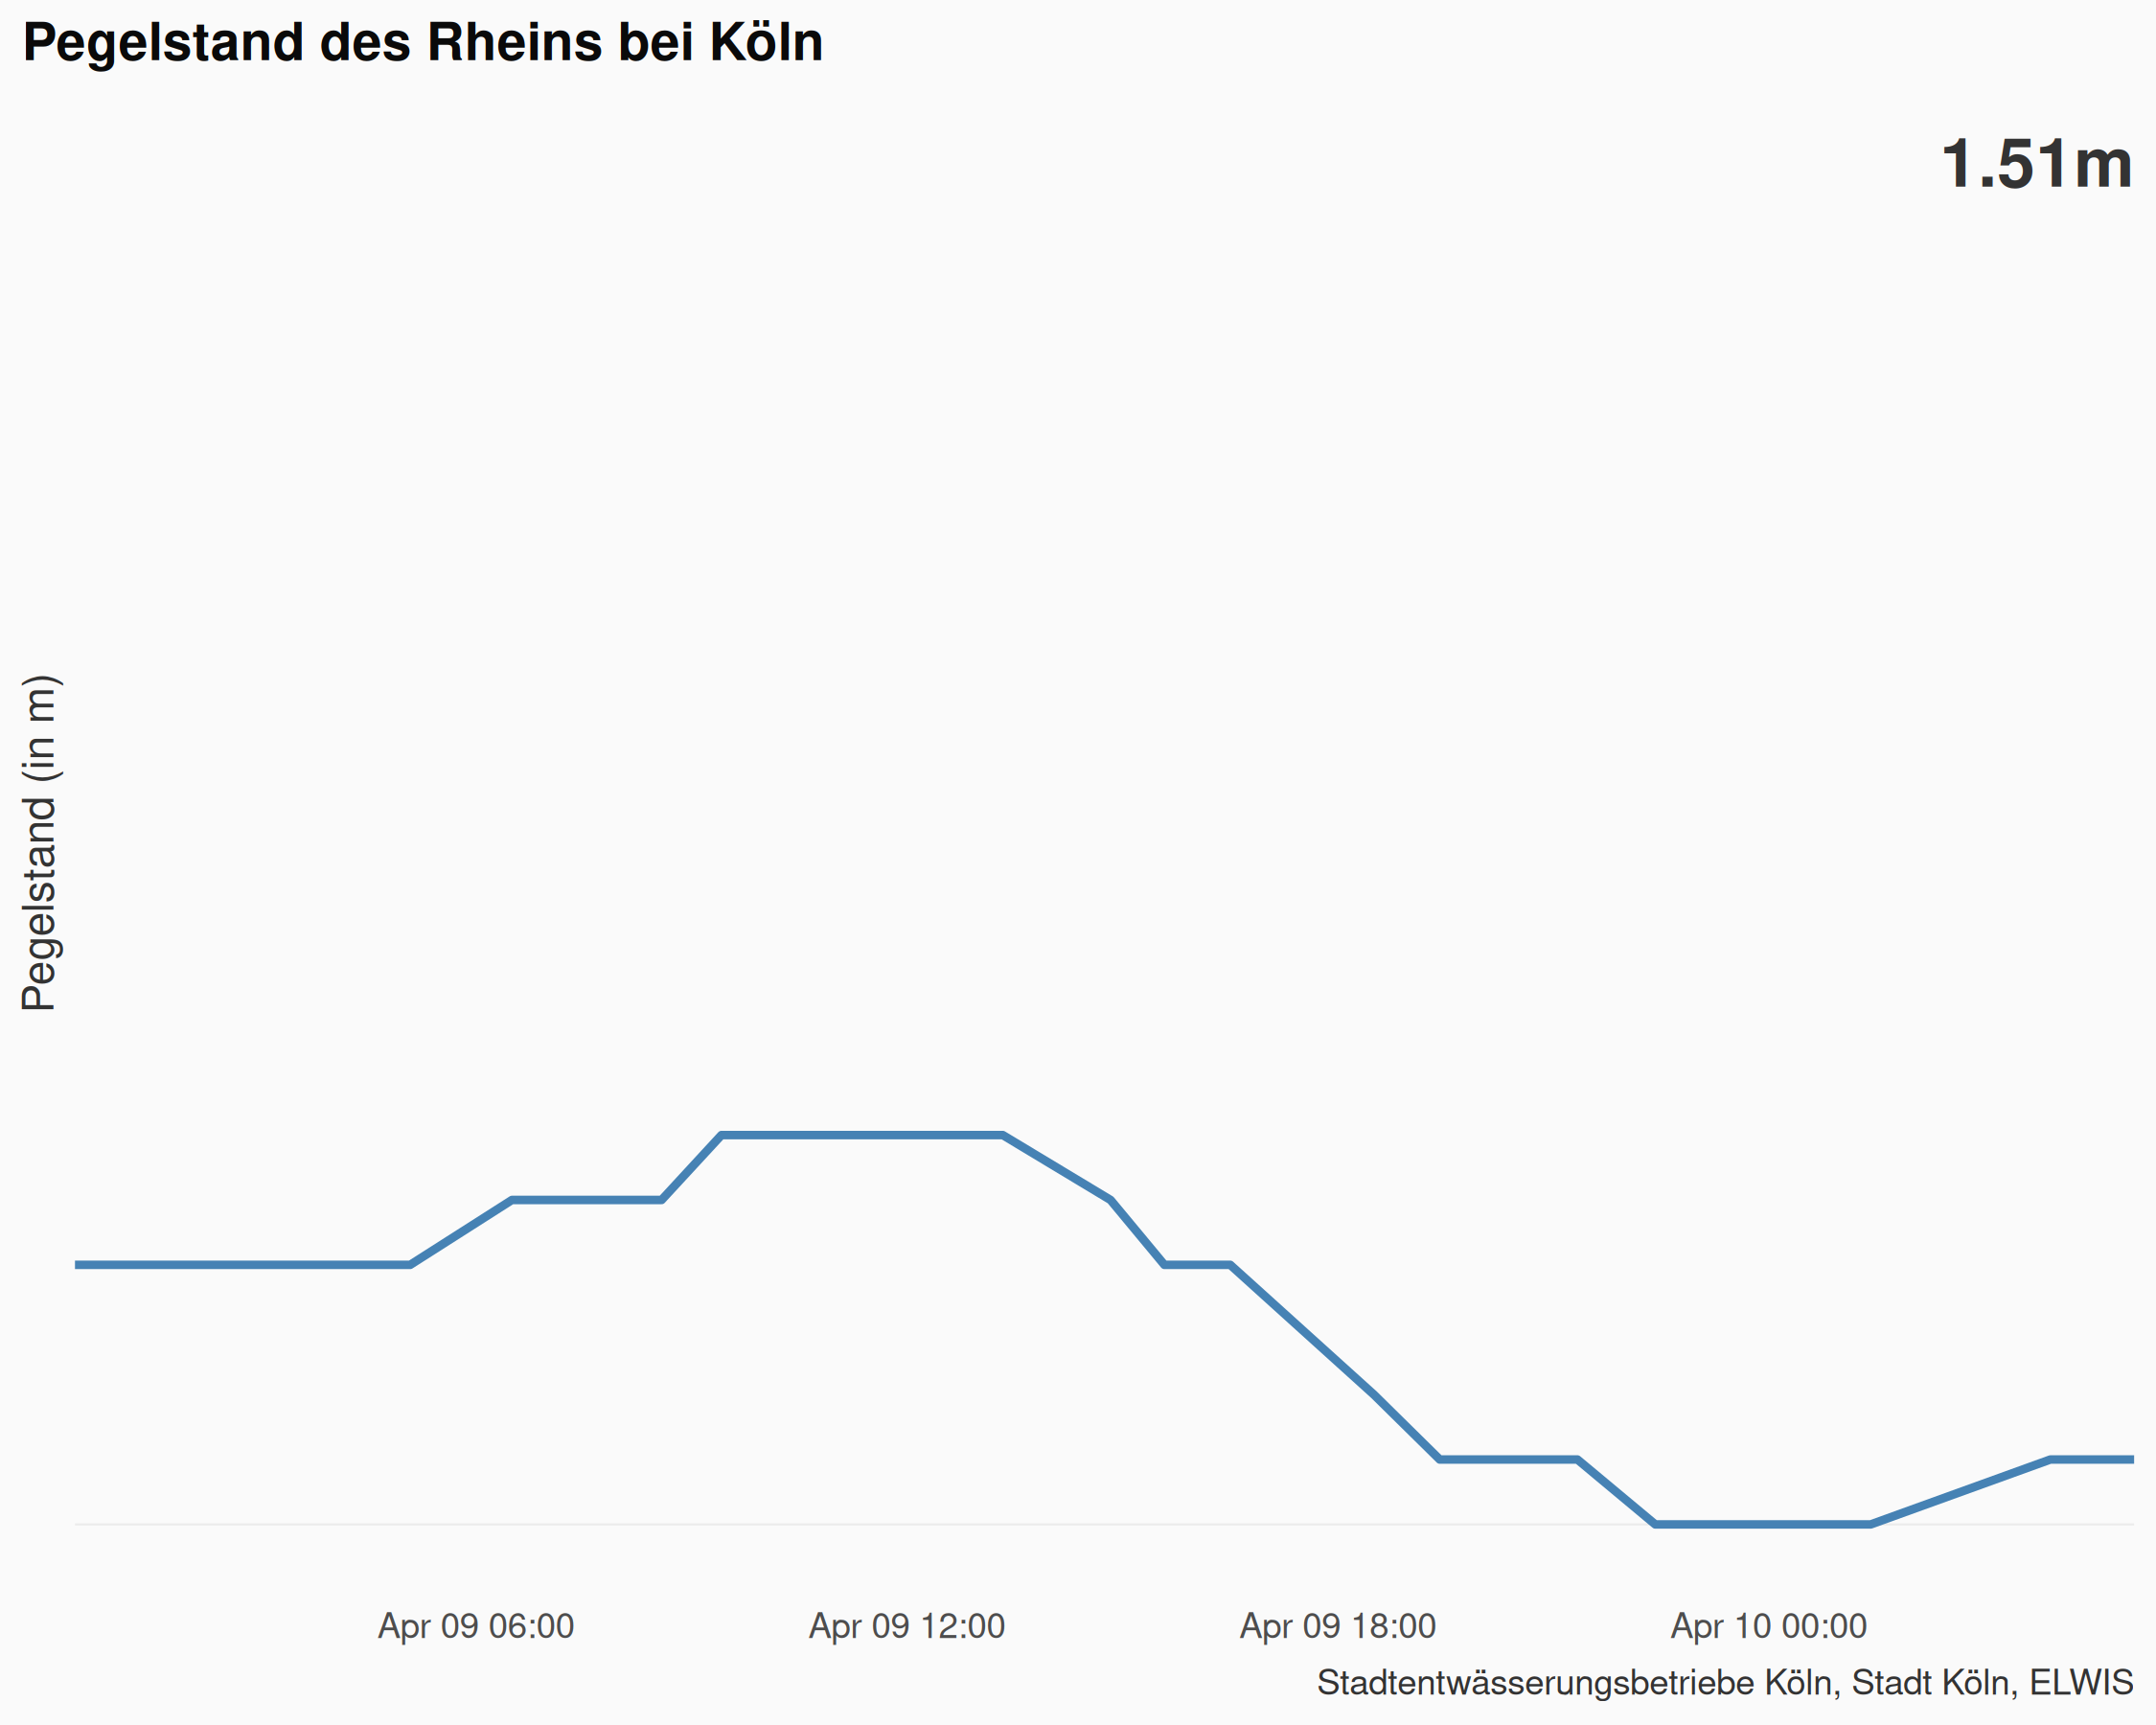 Pegelstand des Rheins bei Köln
1.51m
Pegelstand (in m)
Apr 09 06:00
Apr 09 12:00
Apr 09 18:00
Apr 10 00:00
Stadtentwässerungsbetriebe Köln, Stadt Köln, ELWIS